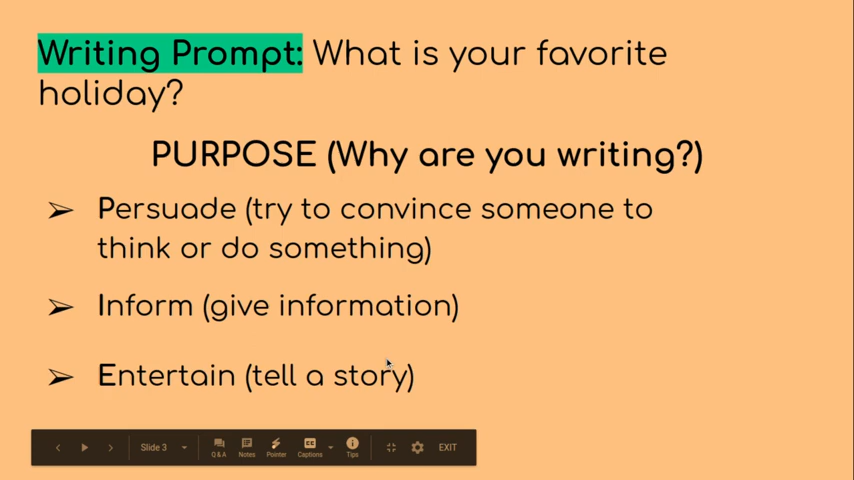 Writing Prompt: What is your favorite
holiday?
PURPOSE (Why are you writing?)
➢ Persuade (try to convince someone to
think or do something)
➢ Inform (give information)
➢ Entertain (tell a story)
Slide 3
Q & A
Notes
Pointer
CC
Captions
Tips
EXIT